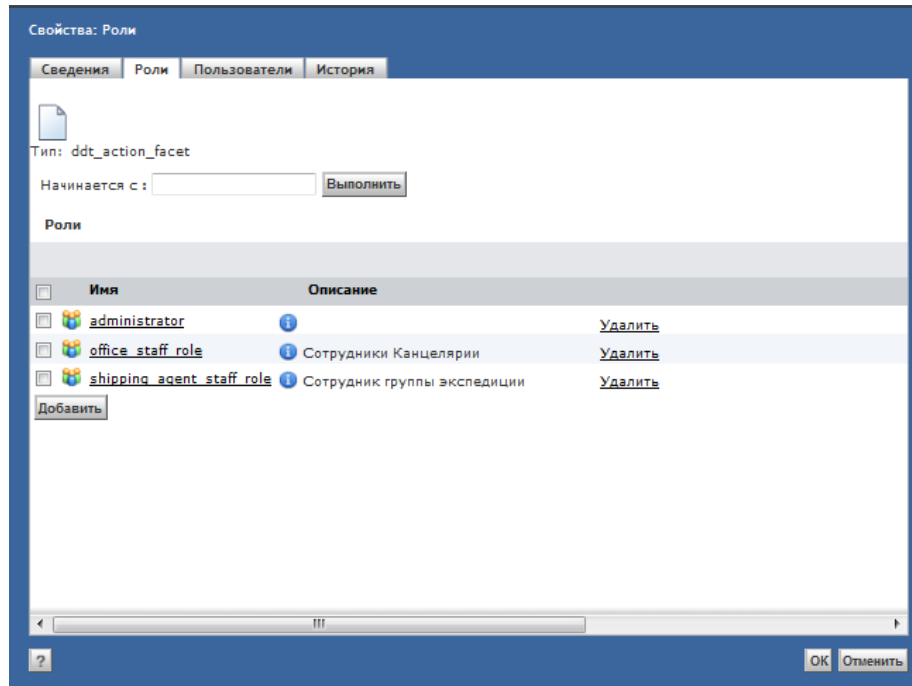 Свойства: Роли
Сведения Роли Пользователи История
Тип: ddt_action_facet
Начинается с : Выполнить
Роли
Имя Описание
administrator Удалить
office_staff_role Сотрудники Канцелярии Удалить
shipping_agent_staff_role Сотрудник группы экспедиции Удалить
Добавить
? ОК Отменить